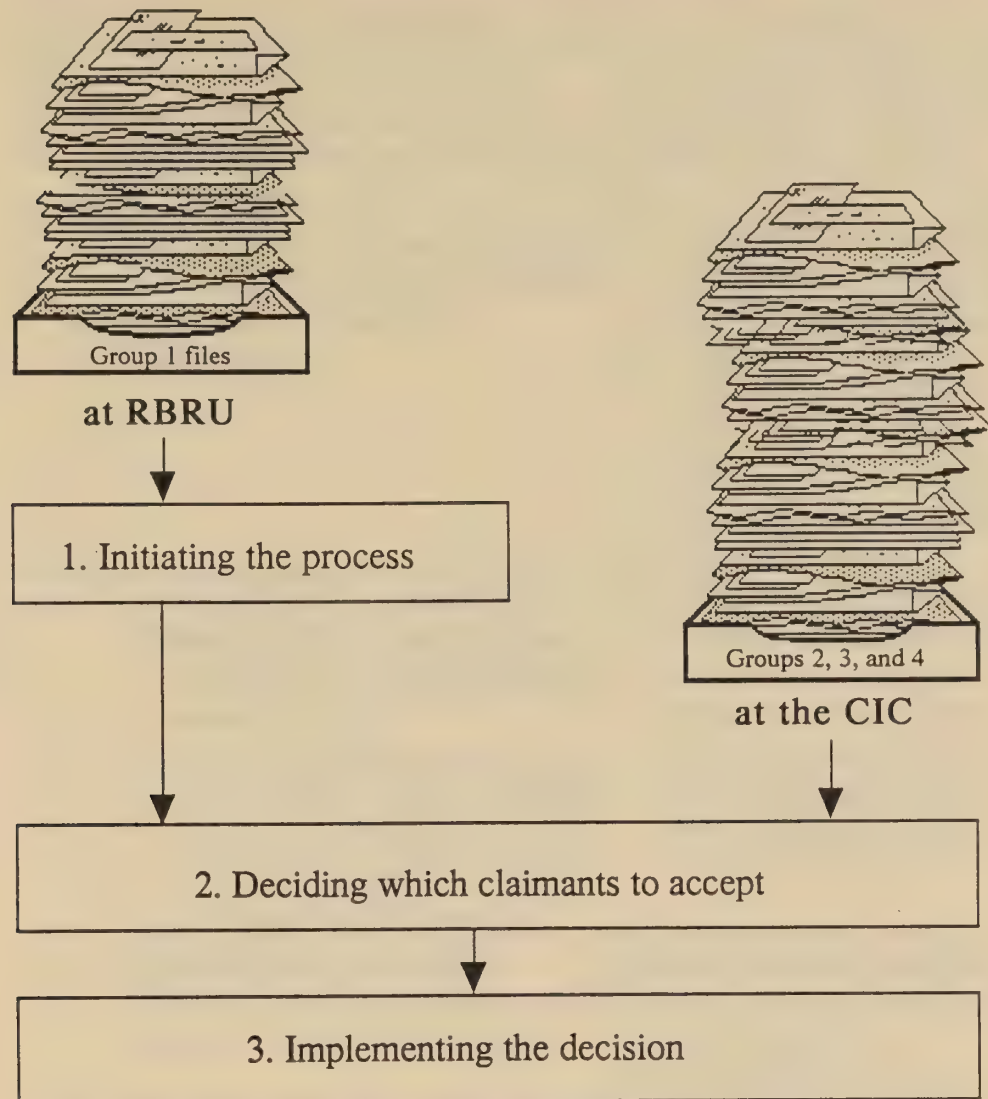 Group 1 files
at RBRU
1. Initiating the process
Groups 2, 3, and 4
at the CIC
2. Deciding which claimants to accept
3. Implementing the decision